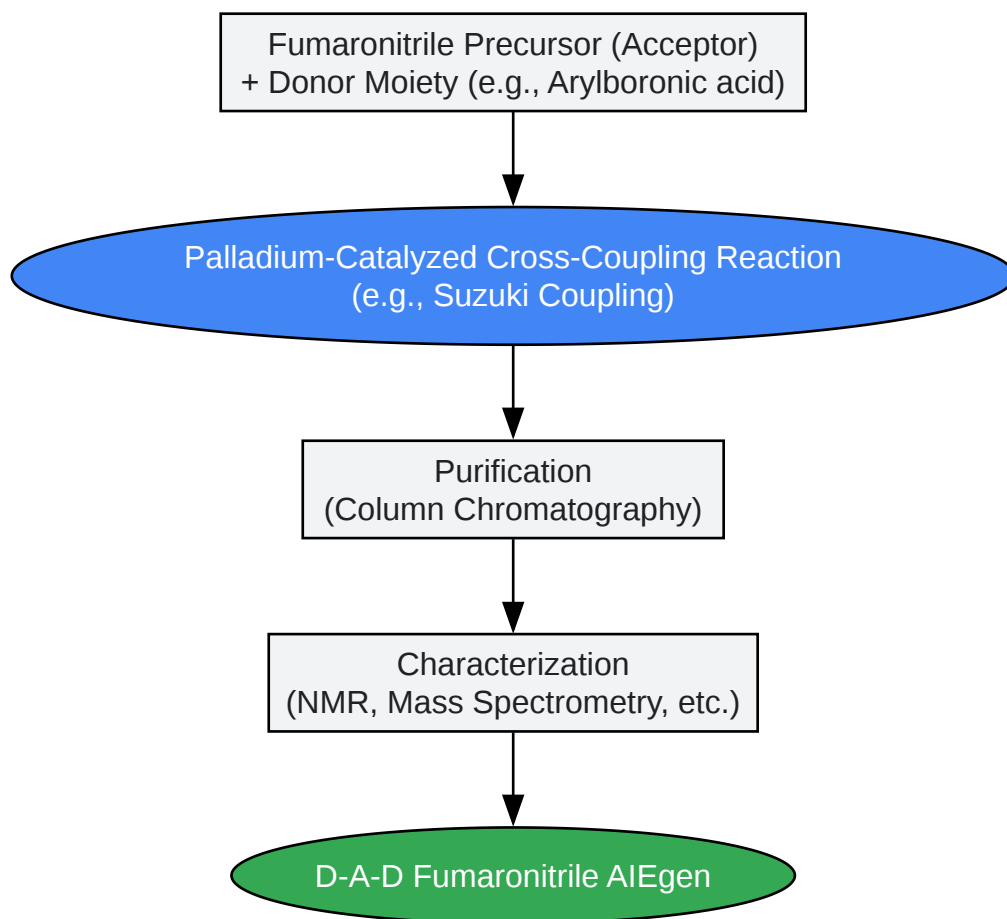 Fumaronitrile Precursor (Acceptor)
+ Donor Moiety (e.g., Arylboronic acid)
Palladium-Catalyzed Cross-Coupling Reaction
(e.g., Suzuki Coupling)
Purification
(Column Chromatography)
Characterization
(NMR, Mass Spectrometry, etc.)
D-A-D Fumaronitrile AIEgen